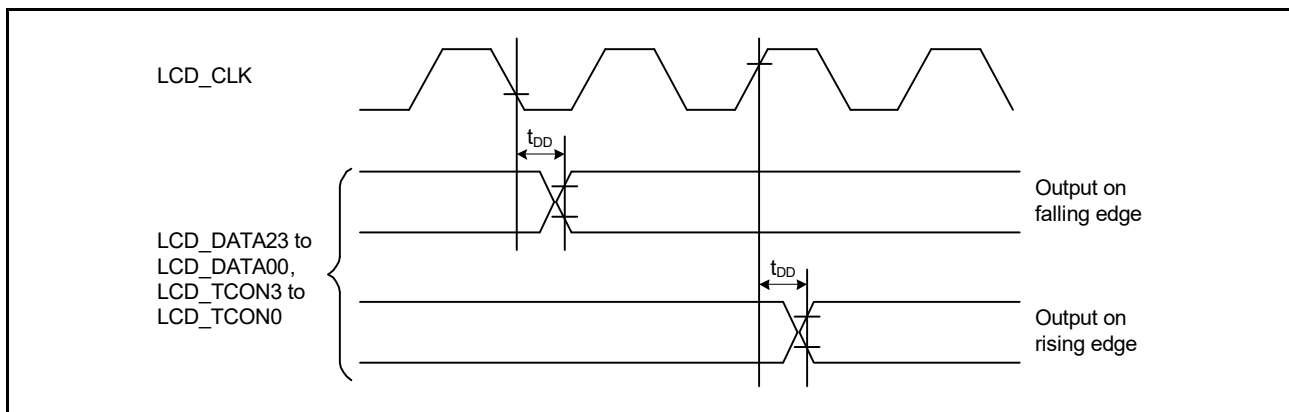 LCD_CLK
tDD
Output on
falling edge
LCD_DATA23 to
LCD_DATA00,
LCD_TCON3 to
LCD_TCON0
tDD
Output on
rising edge